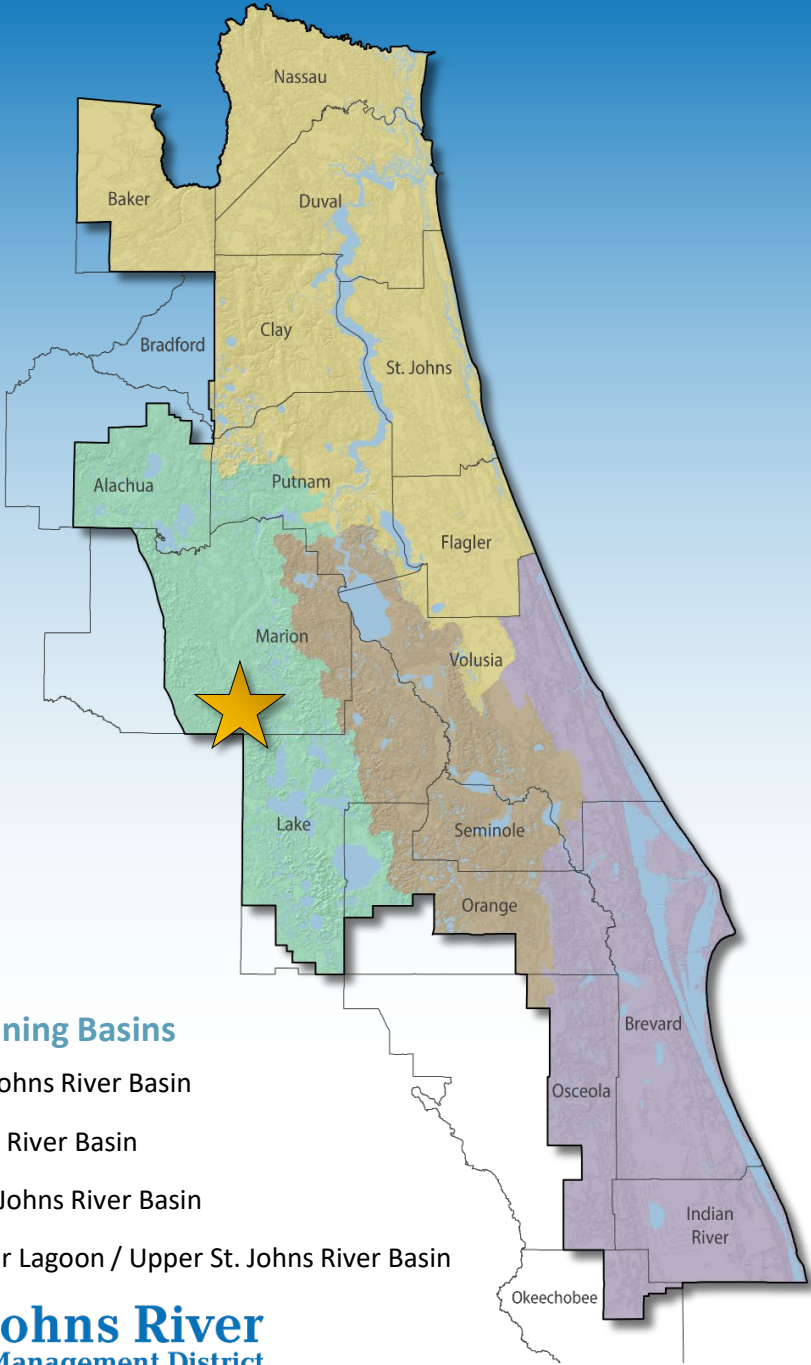 Nassau
Baker
Duval
Bradford
Clay
St. Johns
Alachua
Putnam
Flagler
Marion
Volusia
Lake
Seminole
Orange
Brevard
Osceola
Indian
River
Okeechobee
ning Basins
ohns River Basin
River Basin
Johns River Basin
r Lagoon / Upper St. Johns River Basin
ohns River
Management District